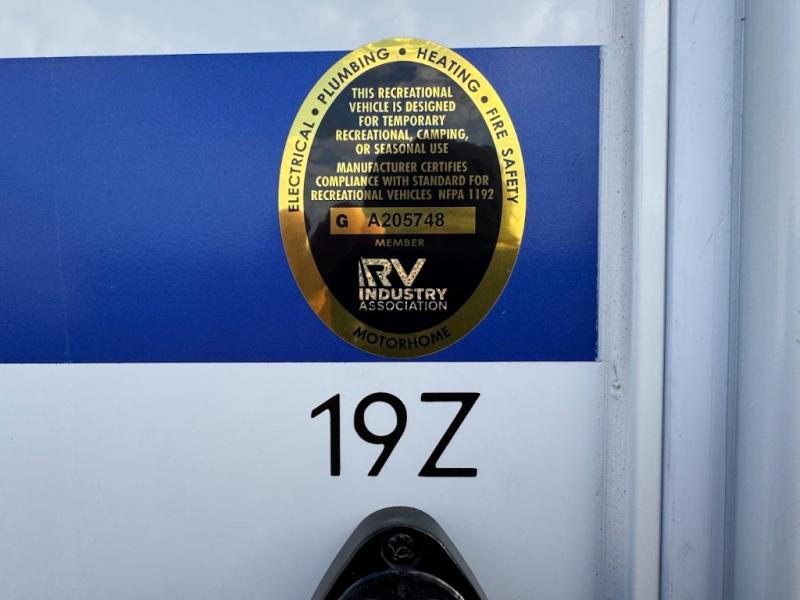 ELECTRICAL • PLUMBING • HEATING • FIRE SAFETY
THIS RECREATIONAL
VEHICLE IS DESIGNED
FOR TEMPORARY
RECREATIONAL, CAMPING,
OR SEASONAL USE
MANUFACTURER CERTIFIES
COMPLIANCE WITH STANDARD FOR
RECREATIONAL VEHICLES NFPA 1192
G A205748
MEMBER
RV
INDUSTRY
ASSOCIATION
MOTORHOME
19Z